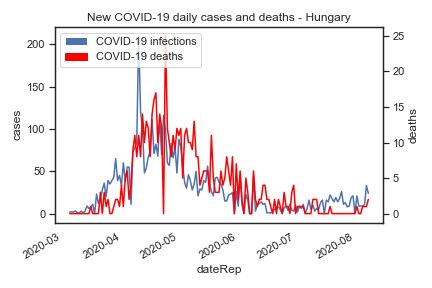 New COVID-19 daily cases and deaths - Hungary
COVID-19 infections
COVID-19 deaths
200
150
100
50
0
cases
25
20
15
10
5
0
deaths
2020-03
2020-04
2020-05
2020-06
2020-07
2020-08
dateRep